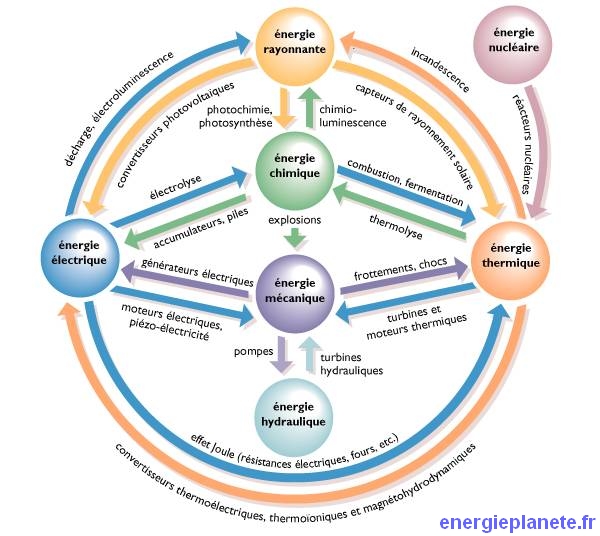 énergie
rayonnante
énergie
nucléaire
décharge, électroluminescence
convertisseurs photovoltaiques
photochimie,
photosynthèse
chimio-
luminescence
capteurs de rayonnement solaire
incandescence
réacteurs nucléaires
énergie
chimique
électrolyse
accumulateurs, piles
combustion, fermentation
thermolyse
explosions
énergie
électrique
énergie
thermique
générateurs électriques
frottements, chocs
énergie
mécanique
moteurs électriques,
piézo-électricité
turbines et
moteurs thermiques
pompes
turbines
hydrauliques
énergie
hydraulique
effet Joule (résistances électriques, fours, etc.)
convertisseurs thermoélectriques, thermoïoniques et magnétohydrodynamiques
energieplanete.fr